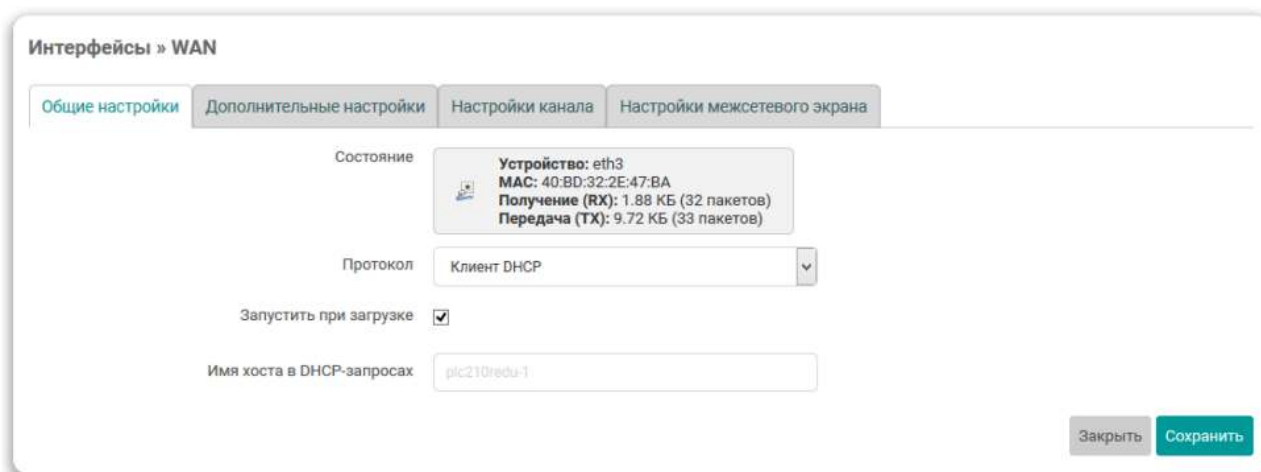 Интерфейсы » WAN
Общие настройки
Дополнительные настройки
Настройки канала
Настройки межсетевого экрана
Состояние
Устройство: eth3
MAC: 40:BD:32:2E:47:BA
Получение (RX): 1.88 КБ (32 пакетов)
Передача (TX): 9.72 КБ (33 пакетов)
Протокол
Клиент DHCP
Запустить при загрузке
Имя хоста в DHCP-запросах
plc210redu-1
Закрыть
Сохранить